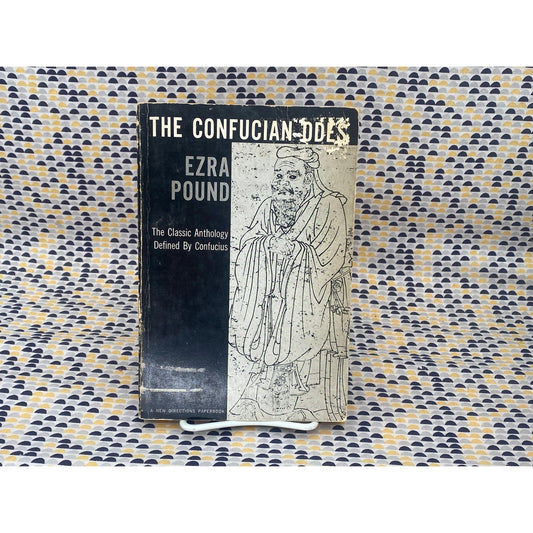 THE CONFUCIAN ODES
EZRA
POUND
The Classic Anthology
Defined By Confucius
A NEW DIRECTIONS PAPERBOOK